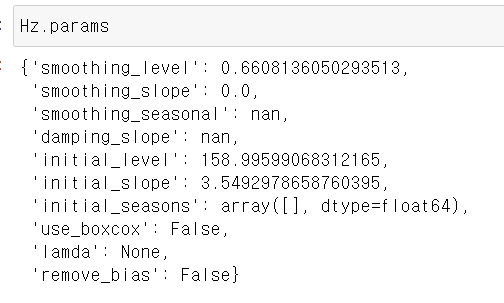 Hz.params
{'smoothing_level': 0.6608136050293513,
'smoothing_slope': 0.0,
'smoothing_seasonal': nan,
'damping_slope': nan,
'initial_level': 158.99599068312165,
'initial_slope': 3.5492978658760395,
'initial_seasons': array([], dtype=float64),
'use_boxcox': False,
'lamda': None,
'remove_bias': False}